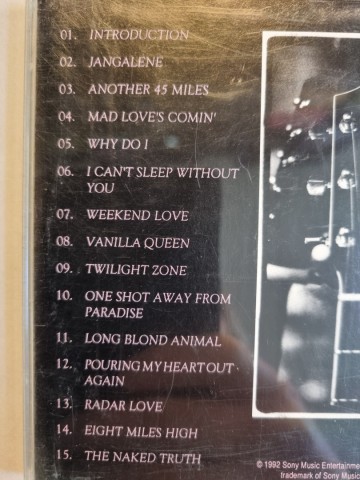 01. INTRODUCTION
02. JANGALENE
03. ANOTHER 45 MILES
04. MAD LOVE'S COMIN'
05. WHY DO I
06. I CAN'T SLEEP WITHOUT
YOU
07. WEEKEND LOVE
08. VANILLA QUEEN
09. TWILIGHT ZONE
10. ONE SHOT AWAY FROM
PARADISE
11. LONG BLOND ANIMAL
12. POURING MY HEART OUT
AGAIN
13. RADAR LOVE
14. EIGHT MILES HIGH
15. THE NAKED TRUTH
© 1992 Sony Music Entertainme
trademark of Sony Music